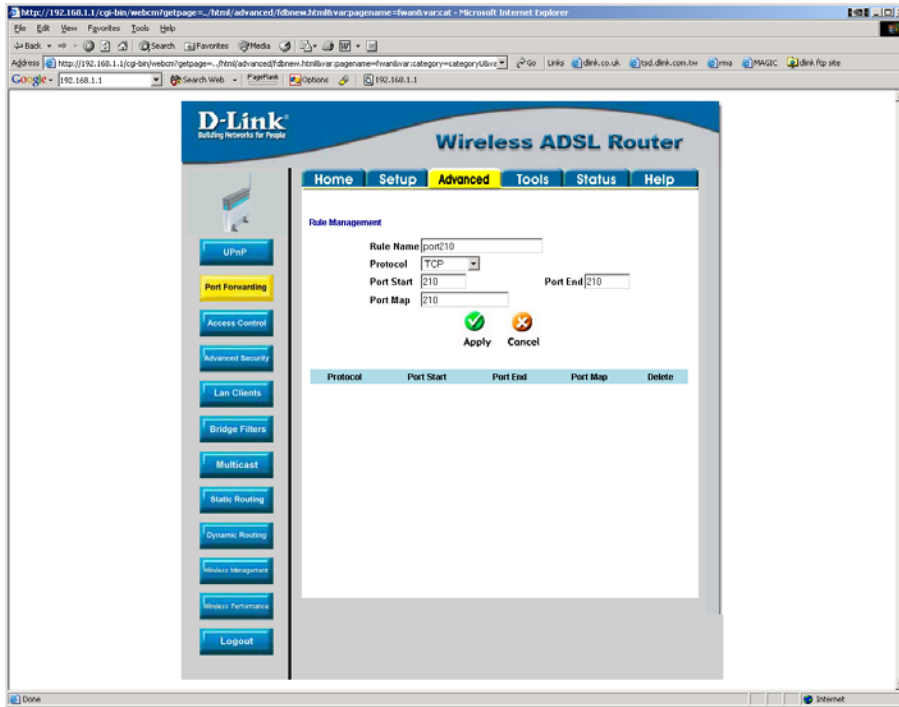 http://192.168.1.1/cgi-bin/webcm?getpage=../html/advanced/fdbnew.html&var:pagename=fwan&var:cat - Microsoft Internet Explorer
File Edit View Favorites Tools Help
Back Search Favorites Media
Address http://192.168.1.1/cgi-bin/webcm?getpage=../html/advanced/fdbnew.html&var:pagename=fwan&var:category=categoryU&va Go Links dlink.co.uk tsd.dlink.com.tw rma MAGIC dlink ftp site
Google 192.168.1.1 Search Web PageRank Options 192.168.1.1
D-Link
Building Networks for People
Wireless ADSL Router
Home Setup Advanced Tools Status Help
Rule Management
Rule Name port210
Protocol TCP
Port Start 210 Port End 210
Port Map 210
Apply Cancel
Protocol Port Start Port End Port Map Delete
UPnP
Port Forwarding
Access Control
Advanced Security
Lan Clients
Bridge Filters
Multicast
Static Routing
Dynamic Routing
Wireless Management
Wireless Performance
Logout
Done Internet